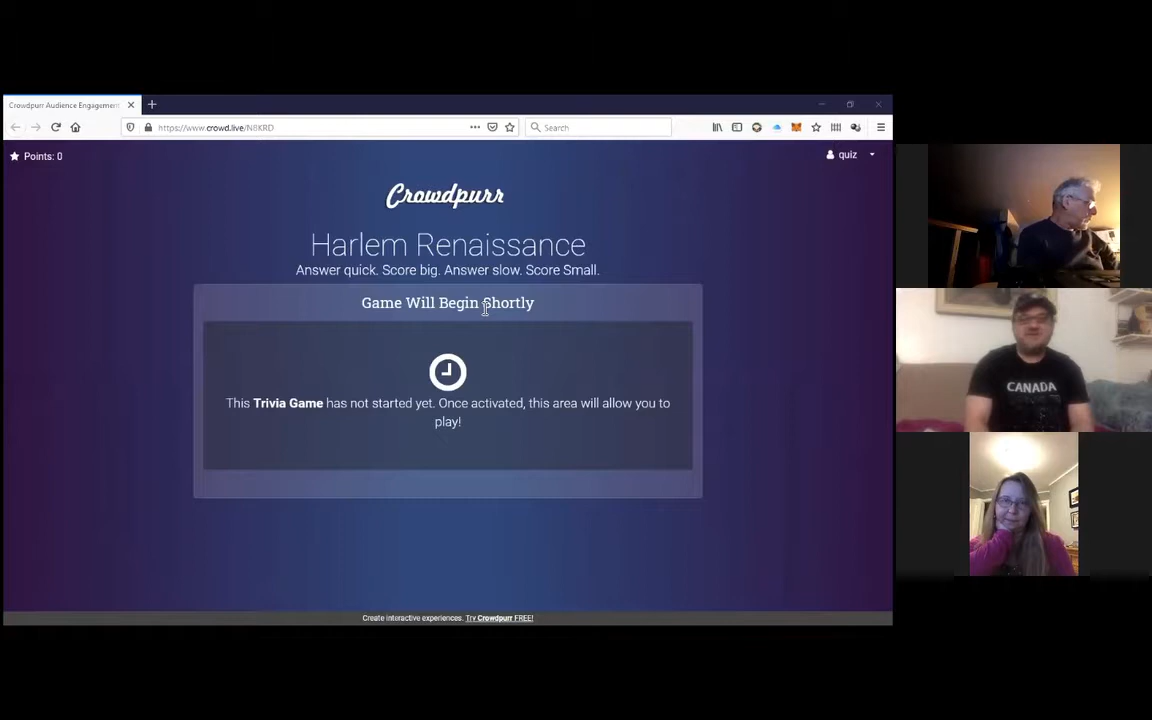 Crowdpurr Audience Engagement
https://www.crowd.live/N8KRD
Search
Points: 0
quiz
Crowdpurr
Harlem Renaissance
Answer quick. Score big. Answer slow. Score Small.
Game Will Begin Shortly
This Trivia Game has not started yet. Once activated, this area will allow you to
play!
CANADA
Create interactive experiences. Try Crowdpurr FREE!